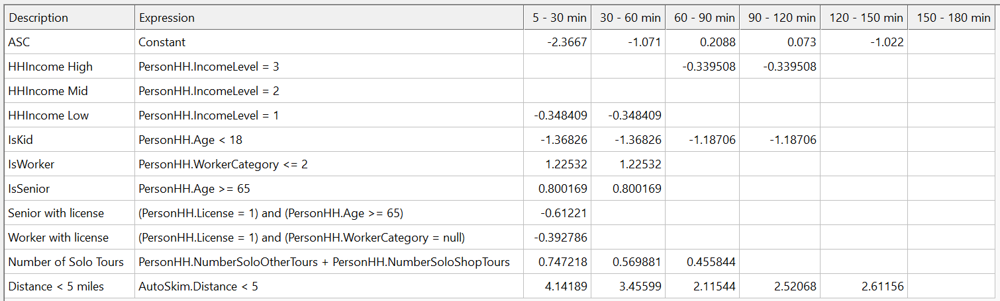 Description Expression 5 - 30 min 30 - 60 min 60 - 90 min 90 - 120 min 120 - 150 min 150 - 180 min
ASC Constant -2.3667 -1.071 0.2088 0.073 -1.022
HHIncome High PersonHH.IncomeLevel = 3 -0.339508 -0.339508
HHIncome Mid PersonHH.IncomeLevel = 2
HHIncome Low PersonHH.IncomeLevel = 1 -0.348409 -0.348409
IsKid PersonHH.Age < 18 -1.36826 -1.36826 -1.18706 -1.18706
IsWorker PersonHH.WorkerCategory <= 2 1.22532 1.22532
IsSenior PersonHH.Age >= 65 0.800169 0.800169
Senior with license (PersonHH.License = 1) and (PersonHH.Age >= 65) -0.61221
Worker with license (PersonHH.License = 1) and (PersonHH.WorkerCategory = null) -0.392786
Number of Solo Tours PersonHH.NumberSoloOtherTours + PersonHH.NumberSoloShopTours 0.747218 0.569881 0.455844
Distance < 5 miles AutoSkim.Distance < 5 4.14189 3.45599 2.11544 2.52068 2.61156